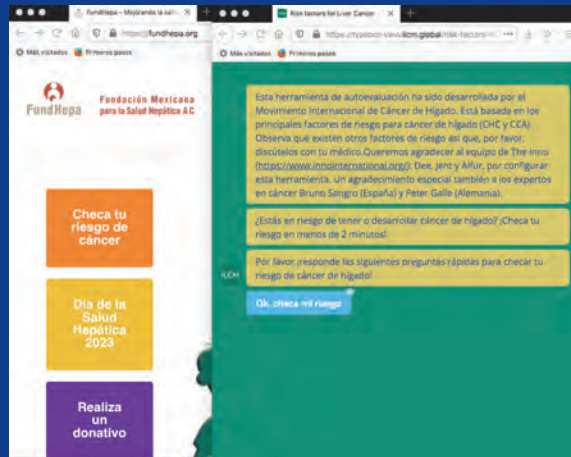 FundHepa – Mejorando la salu
https://fundhepa.org
Más visitados Primeros pasos
FundHepa
Fundación Mexicana
para la Salud Hepática A C
Checa tu
riesgo de
cáncer
Día de la
Salud
Hepática
2023
Realiza
un
donativo
Risk factors for Liver Cancer
Más visitados Primeros pasos
Esta herramienta de autoevaluación ha sido desarrollada por el
Movimiento Internacional de Cáncer de Hígado. Está basada en los
principales factores de riesgo para cáncer de hígado (CHC y CCA)
Observa que existen otros factores de riesgo así que, por favor,
discútelos con tu médico.Queremos agradecer al equipo de The Inno
(https://www.innointernational.org/): Dee, Jent y Alfur, por configurar
esta herramienta. Un agradecimiento especial también a los expertos
en cáncer Bruno Sangro (España) y Peter Galle (Alemania).
¿Estás en riesgo de tener o desarrollar cáncer de hígado? ¡Checa tu
riesgo en menos de 2 minutos!
Por favor ¡responde las siguientes preguntas rápidas para checar tu
riesgo de cáncer de hígado!
ILCM
Ok, checa mi riesgo